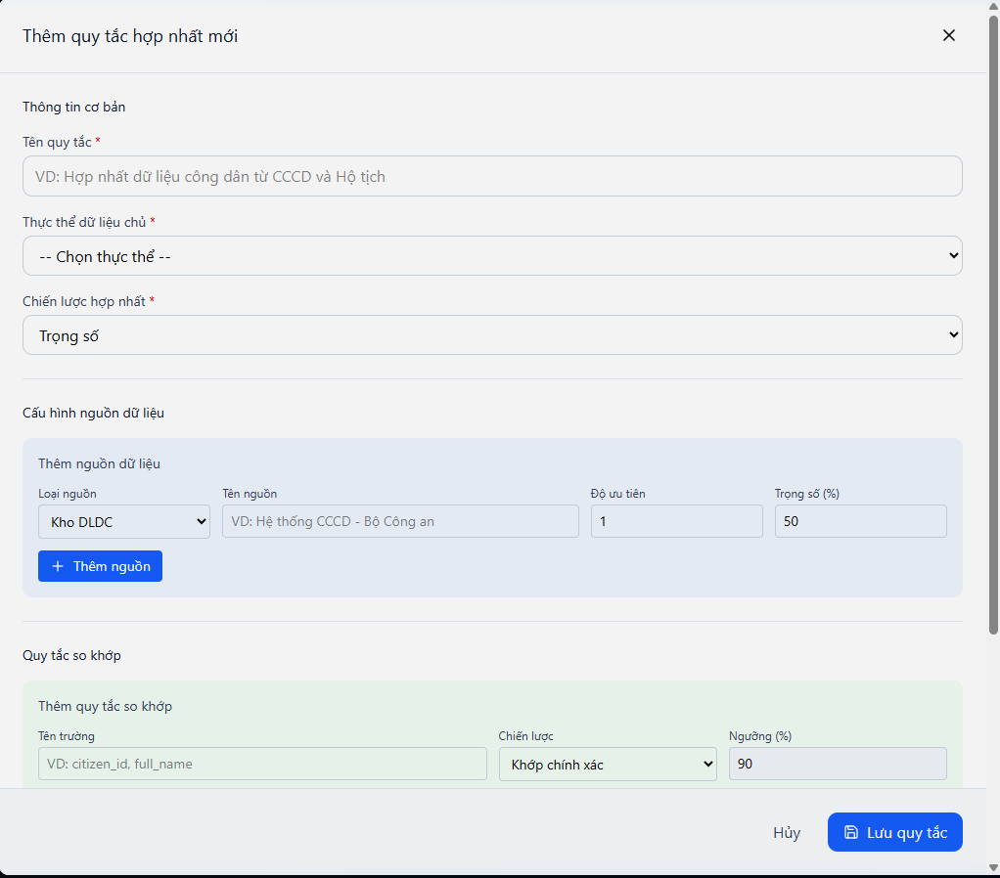 Thêm quy tắc hợp nhất mới
Thông tin cơ bản
Tên quy tắc *
VD: Hợp nhất dữ liệu công dân từ CCCD và Hộ tịch
Thực thể dữ liệu chủ *
-- Chọn thực thể --
Chiến lược hợp nhất *
Trọng số
Cấu hình nguồn dữ liệu
Thêm nguồn dữ liệu
Loại nguồn Tên nguồn Độ ưu tiên Trọng số (%)
Kho DLDC VD: Hệ thống CCCD - Bộ Công an 1 50
+ Thêm nguồn
Quy tắc so khớp
Thêm quy tắc so khớp
Tên trường Chiến lược Ngưỡng (%)
VD: citizen_id, full_name Khớp chính xác 90
Hủy Lưu quy tắc